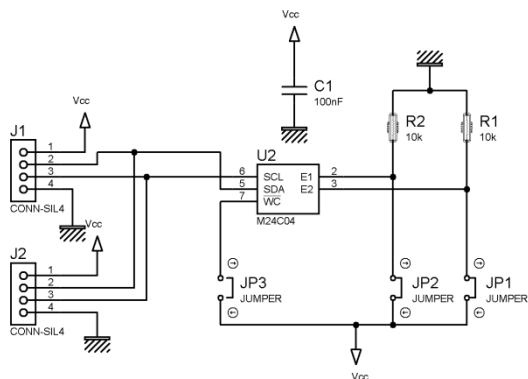 Vcc
C1
100nF
R2
10k
R1
10k
Vcc
J1
1
2
3
4
CONN-SIL4
U2
6
5
7
SCL
SDA
WC
E1
E2
2
3
M24C04
Vcc
J2
1
2
3
4
CONN-SIL4
JP3
JUMPER
JP2
JUMPER
JP1
JUMPER
Vcc